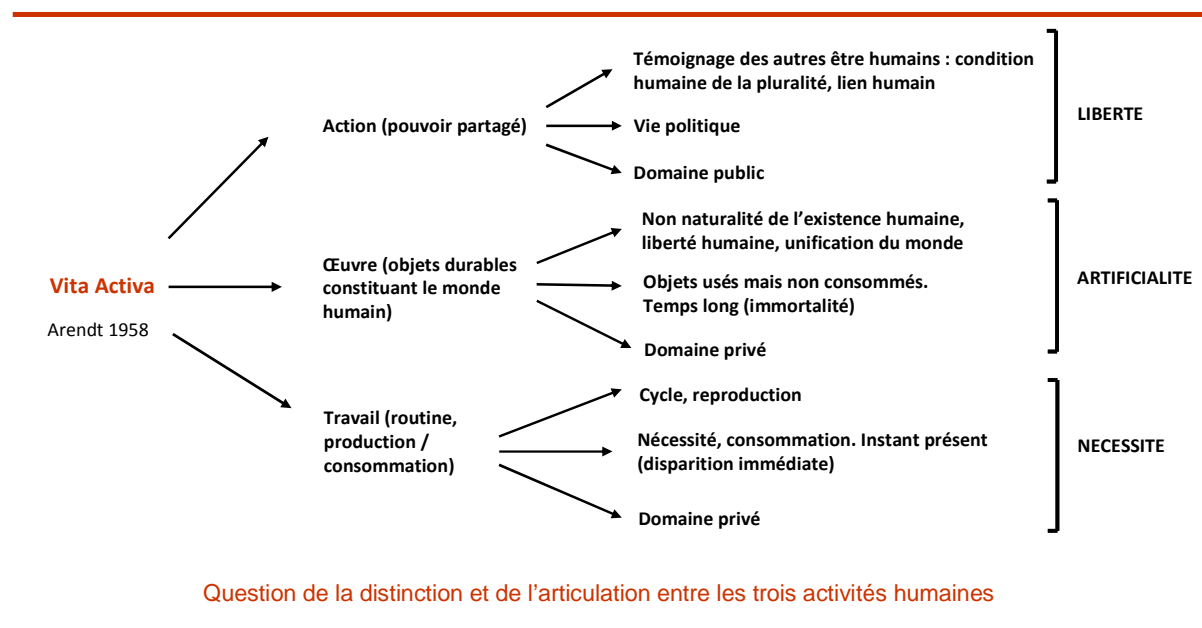 Témoignage des autres être humains : condition
humaine de la pluralité, lien humain
Action (pouvoir partagé)
Vie politique
Domaine public
LIBERTE
Vita Activa
Arendt 1958
Œuvre (objets durables
constituant le monde
humain)
Non naturalité de l’existence humaine,
liberté humaine, unification du monde
Objets usés mais non consommés.
Temps long (immortalité)
Domaine privé
ARTIFICIALITE
Travail (routine,
production /
consommation)
Cycle, reproduction
Nécessité, consommation. Instant présent
(disparition immédiate)
Domaine privé
NECESSITE
Question de la distinction et de l’articulation entre les trois activités humaines